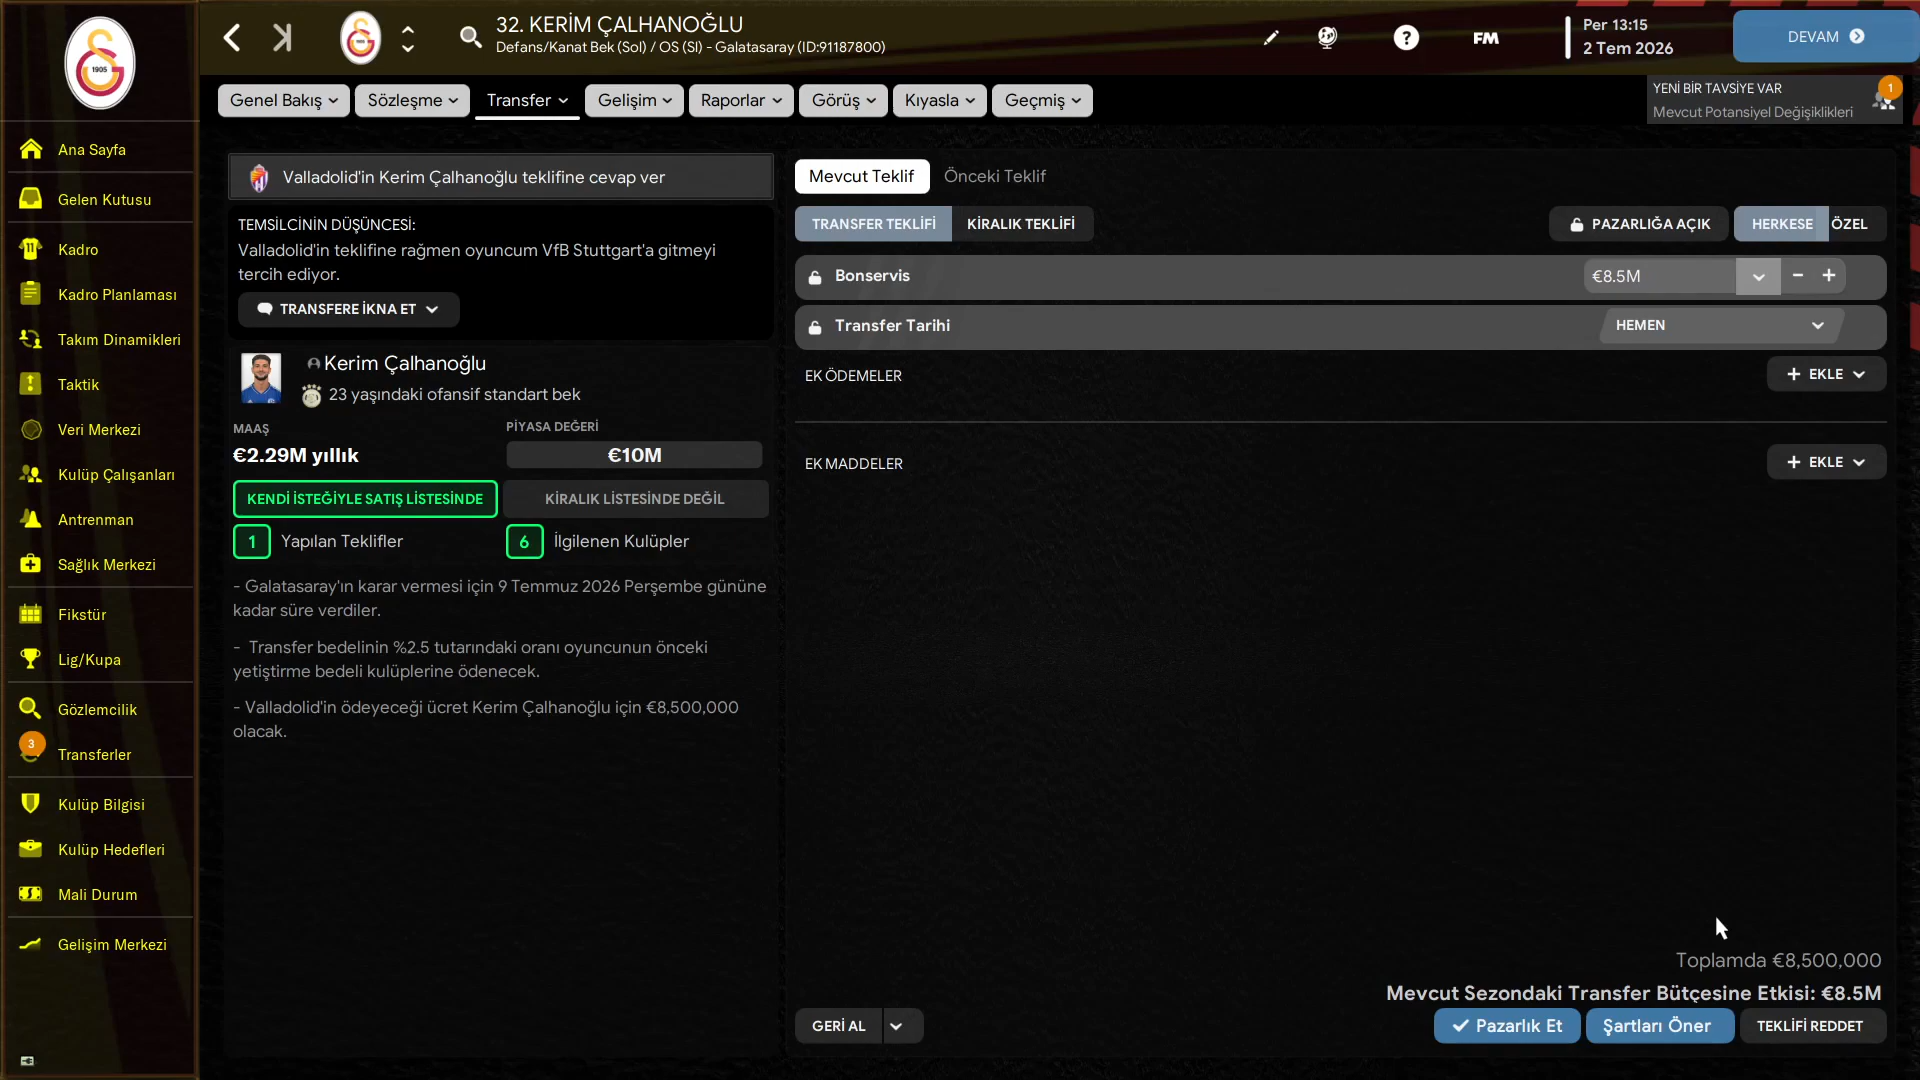 32. KERİM ÇALHANOĞLU
Defans/Kanat Bek (Sol) / OS (Sl) - Galatasaray (ID:91187800)
FM
Per 13:15
2 Tem 2026
DEVAM
1905
Genel Bakış
Sözleşme
Transfer
Gelişim
Raporlar
Görüş
Kıyasla
Geçmiş
YENİ BİR TAVSİYE VAR
Mevcut Potansiyel Değişiklikleri
1
Ana Sayfa
Gelen Kutusu
Kadro
Kadro Planlaması
Takım Dinamikleri
Taktik
Veri Merkezi
Kulüp Çalışanları
Antrenman
Sağlık Merkezi
Fikstür
Lig/Kupa
Gözlemcilik
3
Transferler
Kulüp Bilgisi
Kulüp Hedefleri
Mali Durum
Gelişim Merkezi
Valladolid'in Kerim Çalhanoğlu teklifine cevap ver
TEMSİLCİNİN DÜŞÜNCESİ:
Valladolid'in teklifine rağmen oyuncum VfB Stuttgart'a gitmeyi
tercih ediyor.
TRANSFERE İKNA ET
Kerim Çalhanoğlu
23 yaşındaki ofansif standart bek
MAAŞ
PİYASA DEĞERİ
€2.29M yıllık
€10M
KENDİ İSTEĞİYLE SATIŞ LİSTESİNDE
KİRALIK LİSTESİNDE DEĞİL
1 Yapılan Teklifler
6 İlgilenen Kulüpler
- Galatasaray'ın karar vermesi için 9 Temmuz 2026 Perşembe gününe
kadar süre verdiler.
- Transfer bedelinin %2.5 tutarındaki oranı oyuncunun önceki
yetiştirme bedeli kulüplerine ödenecek.
- Valladolid'in ödeyeceği ücret Kerim Çalhanoğlu için €8,500,000
olacak.
Mevcut Teklif
Önceki Teklif
TRANSFER TEKLİFİ
KİRALIK TEKLİFİ
PAZARLIĞA AÇIK
HERKESE
ÖZEL
Bonservis
€8.5M
Transfer Tarihi
HEMEN
EK ÖDEMELER
EKLE
EK MADDELER
EKLE
Toplamda €8,500,000
Mevcut Sezondaki Transfer Bütçesine Etkisi: €8.5M
GERİ AL
Pazarlık Et
Şartları Öner
TEKLİFİ REDDET